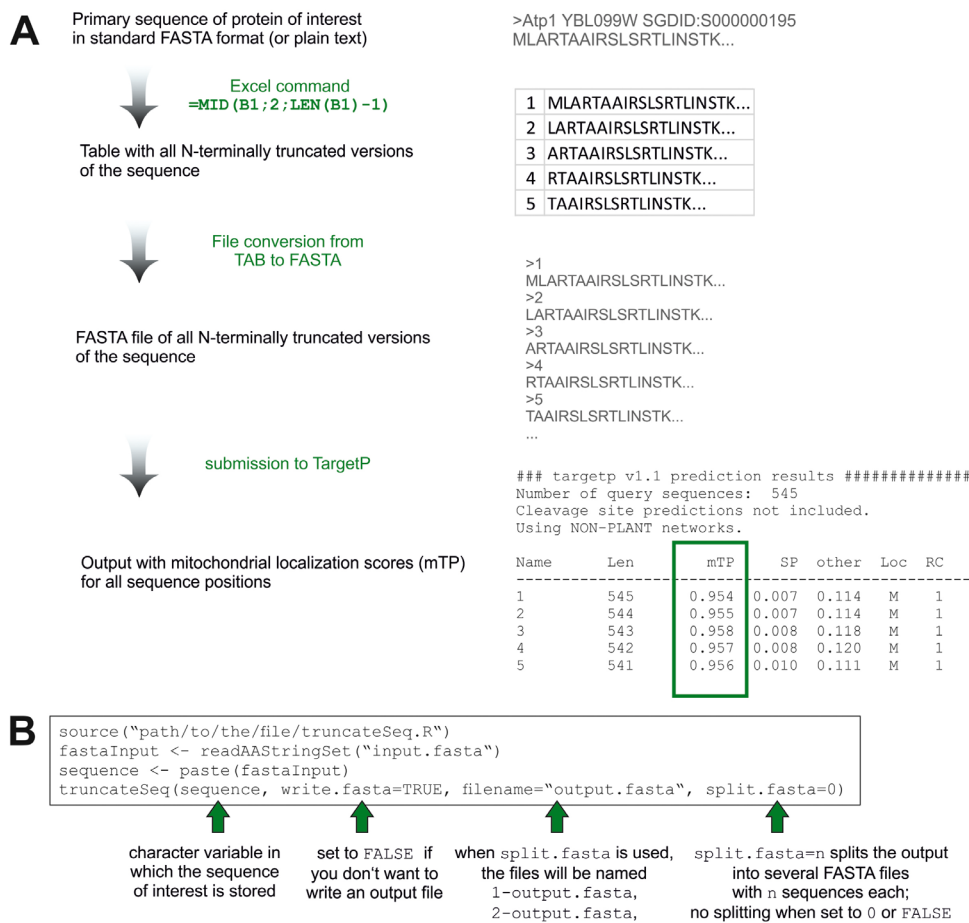 A
Primary sequence of protein of interest
in standard FASTA format (or plain text)
>Atp1 YBL099W SGDID:S000000195
MLARTAAIRSLSRTLINSTK...
Excel command
=MID(B1;2;LEN(B1)-1)
1 MLARTAAIRSLSRTLINSTK...
2 LARTAAIRSLSRTLINSTK...
3 ARTAAIRSLSRTLINSTK...
4 RTAAIRSLSRTLINSTK...
5 TAAIRSLSRTLINSTK...
Table with all N-terminally truncated versions
of the sequence
File conversion from
TAB to FASTA
>1
MLARTAAIRSLSRTLINSTK...
>2
LARTAAIRSLSRTLINSTK...
>3
ARTAAIRSLSRTLINSTK...
>4
RTAAIRSLSRTLINSTK...
>5
TAAIRSLSRTLINSTK...
...
FASTA file of all N-terminally truncated versions
of the sequence
submission to TargetP
### targetp v1.1 prediction results ##############
Number of query sequences:  545
Cleavage site predictions not included.
Using NON-PLANT networks.
Name Len mTP SP other Loc RC
1 545 0.954 0.007 0.114 M 1
2 544 0.955 0.007 0.114 M 1
3 543 0.958 0.008 0.118 M 1
4 542 0.957 0.008 0.120 M 1
5 541 0.956 0.010 0.111 M 1
Output with mitochondrial localization scores (mTP)
for all sequence positions
B
source(“path/to/the/file/truncateSeq.R“)
fastaInput <- readAAStringSet(“input.fasta“)
sequence <- paste(fastaInput)
truncateSeq(sequence, write.fasta=TRUE, filename=“output.fasta“, split.fasta=0)
character variable in
which the sequence
of interest is stored
set to FALSE if
you don't want to
write an output file
when split.fasta is used,
the files will be named
1-output.fasta,
2-output.fasta,
split.fasta=n splits the output
into several FASTA files
with n sequences each;
no splitting when set to 0 or FALSE